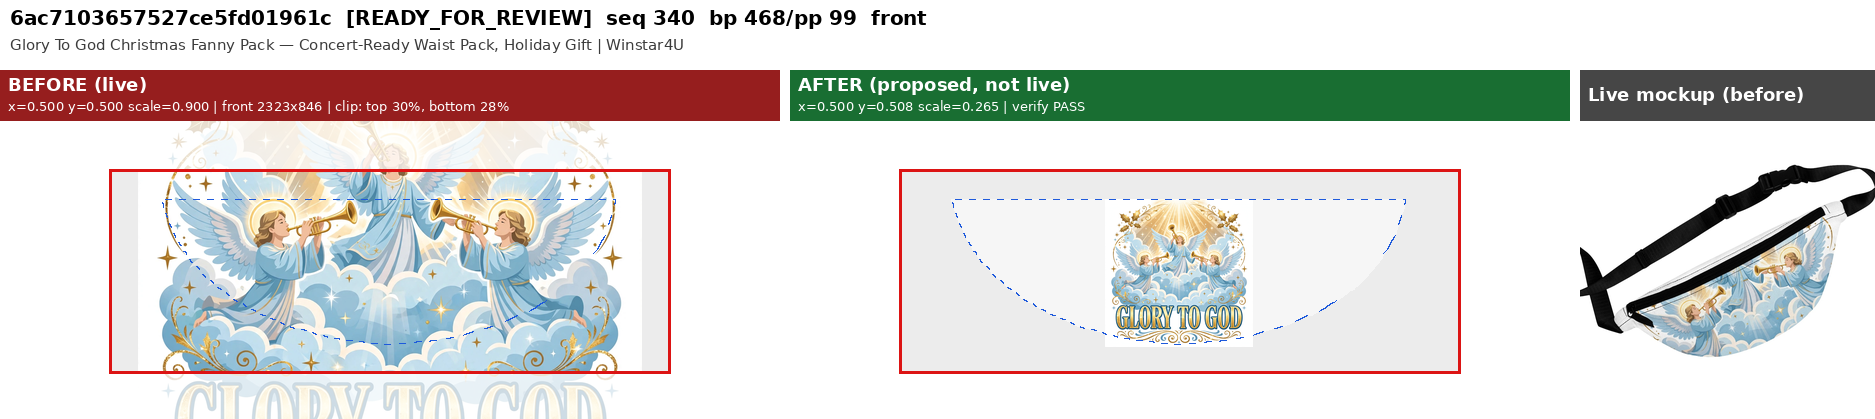 6ac7103657527ce5fd01961c [READY_FOR_REVIEW] seq 340 bp 468/pp 99 front
Glory To God Christmas Fanny Pack — Concert-Ready Waist Pack, Holiday Gift | Winstar4U
BEFORE (live)
x=0.500 y=0.500 scale=0.900 | front 2323x846 | clip: top 30%, bottom 28%
AFTER (proposed, not live)
x=0.500 y=0.508 scale=0.265 | verify PASS
Live mockup (before)
GLORY TO GOD
GLORY TO GOD